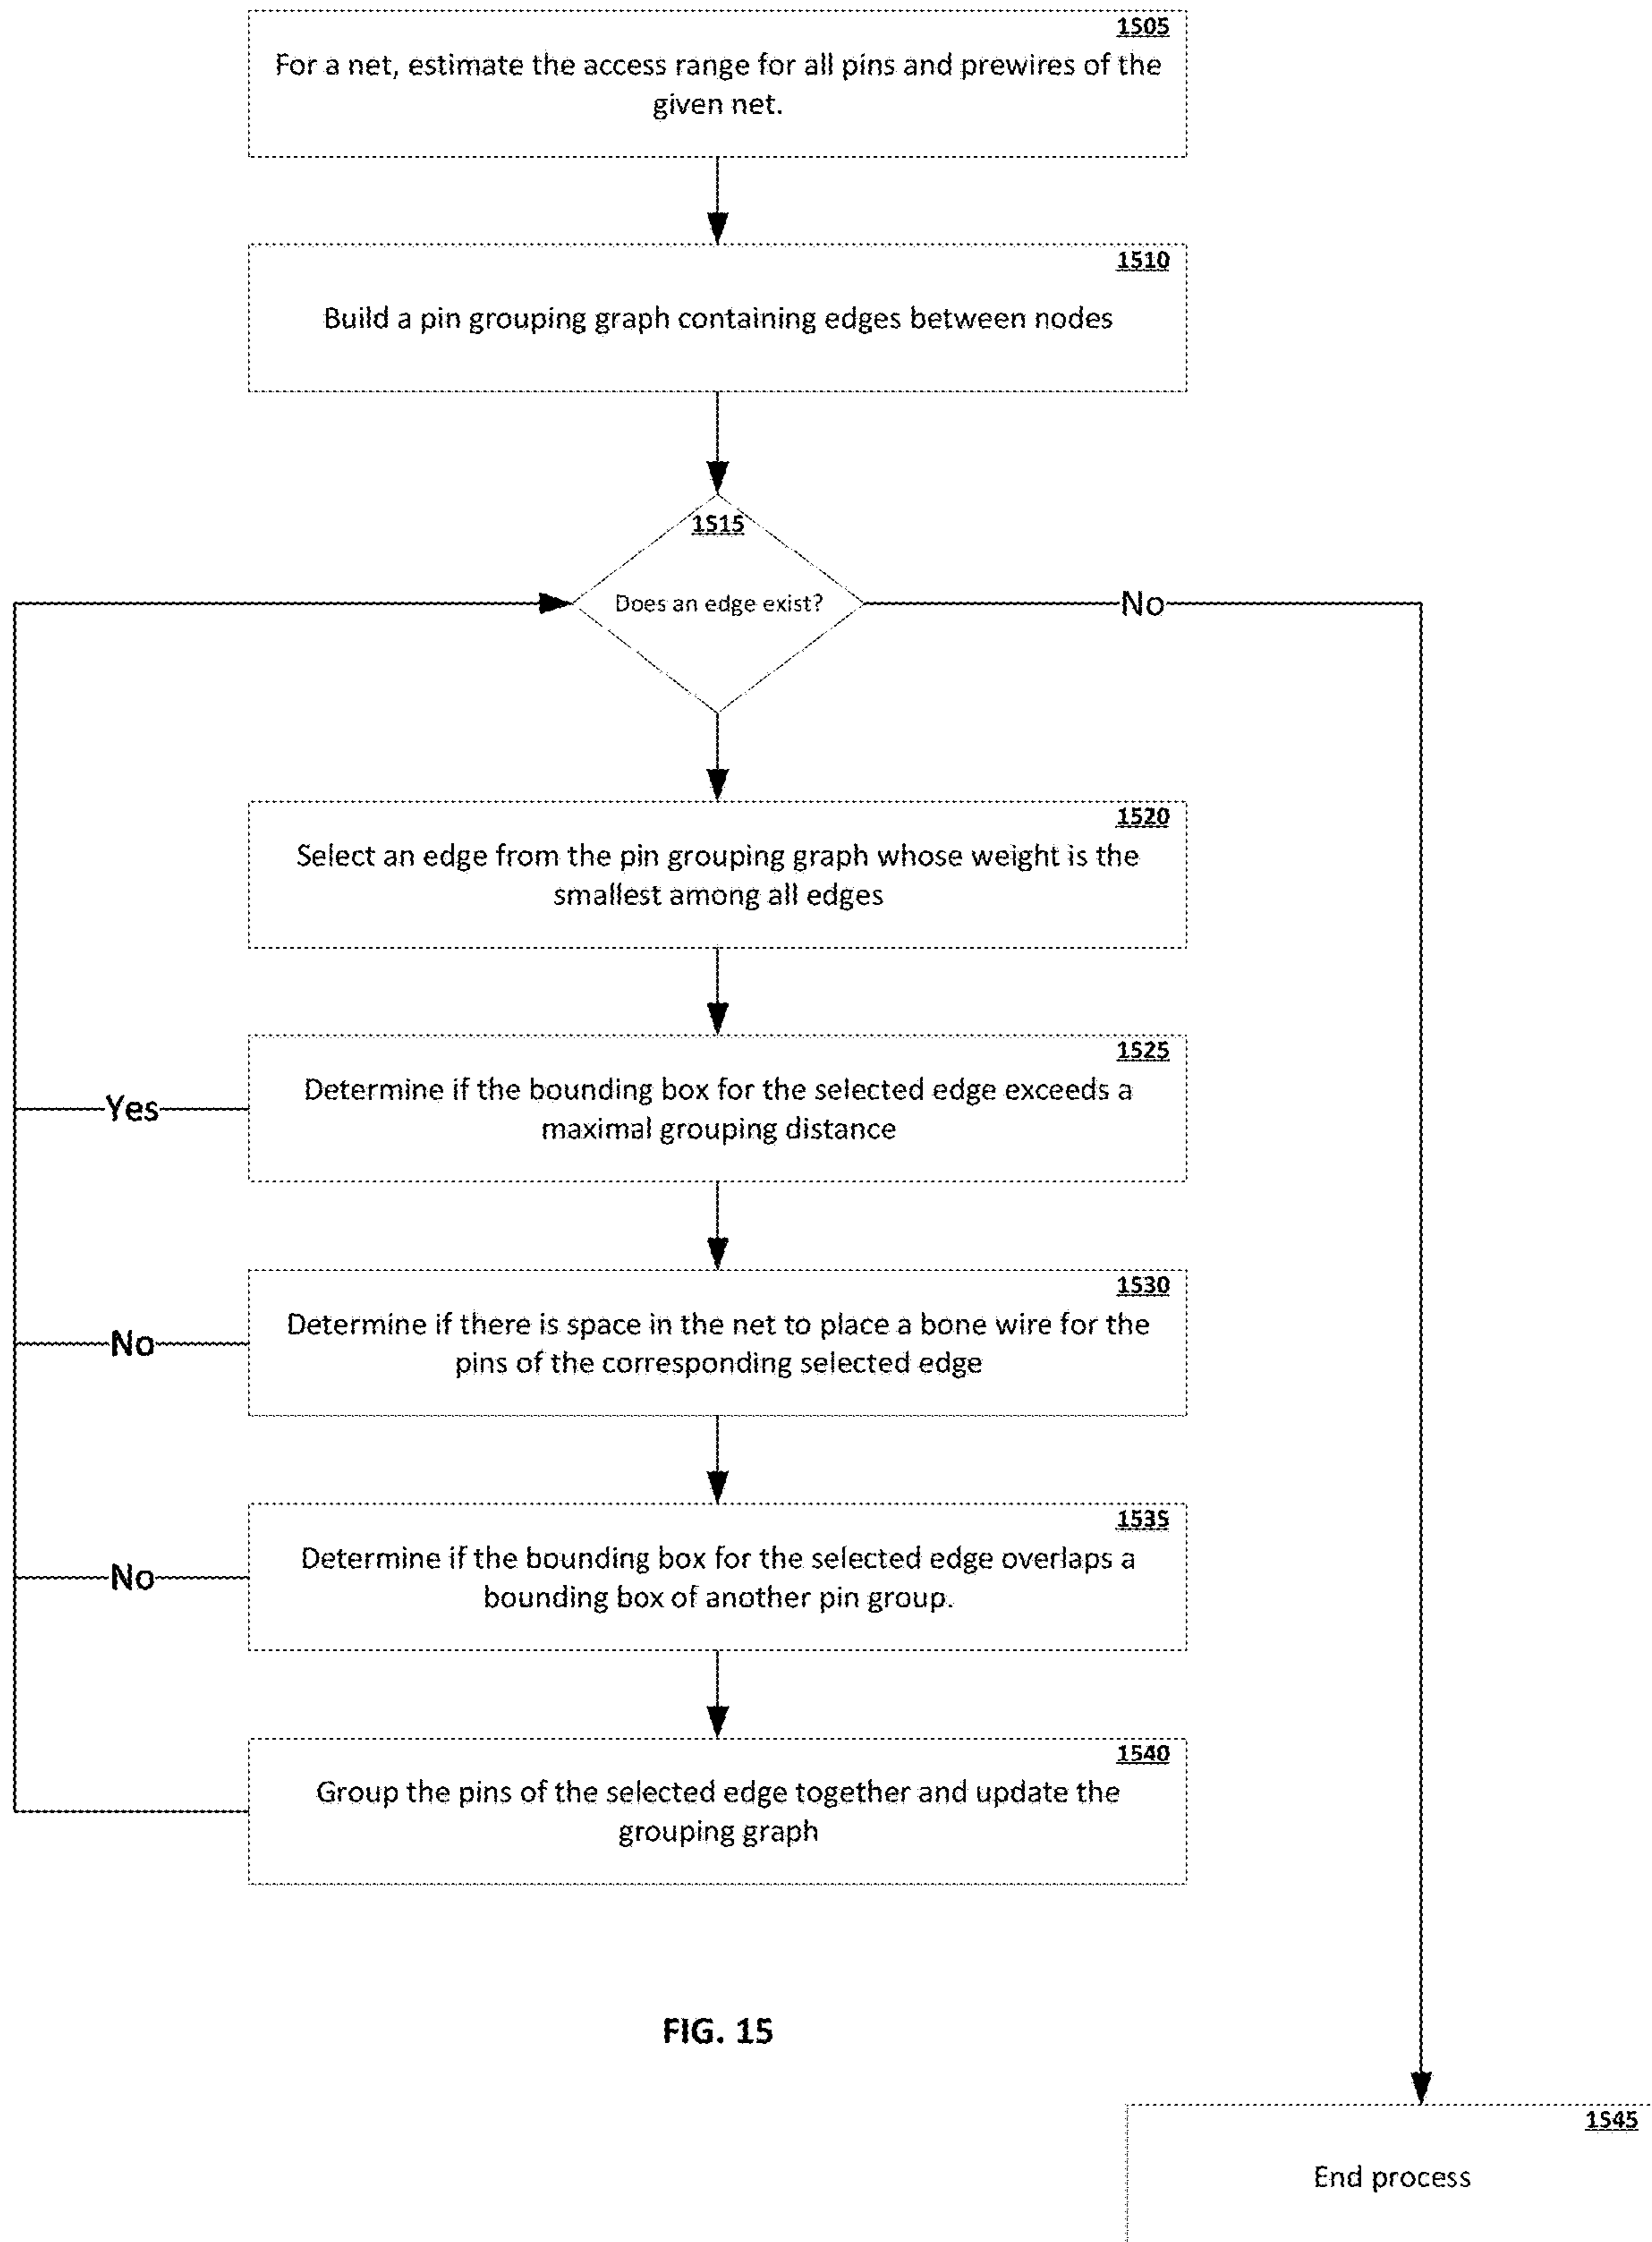 1505
For a net, estimate the access range for all pins and prewires of the
given net.
1510
Build a pin grouping graph containing edges between nodes
1515
Does an edge exist?
No
1520
Select an edge from the pin grouping graph whose weight is the
smallest among all edges
1525
Determine if the bounding box for the selected edge exceeds a
maximal grouping distance
Yes
1530
Determine if there is space in the net to place a bone wire for the
pins of the corresponding selected edge
No
1535
Determine if the bounding box for the selected edge overlaps a
bounding box of another pin group.
No
1540
Group the pins of the selected edge together and update the
grouping graph
FIG. 15
1545
End process